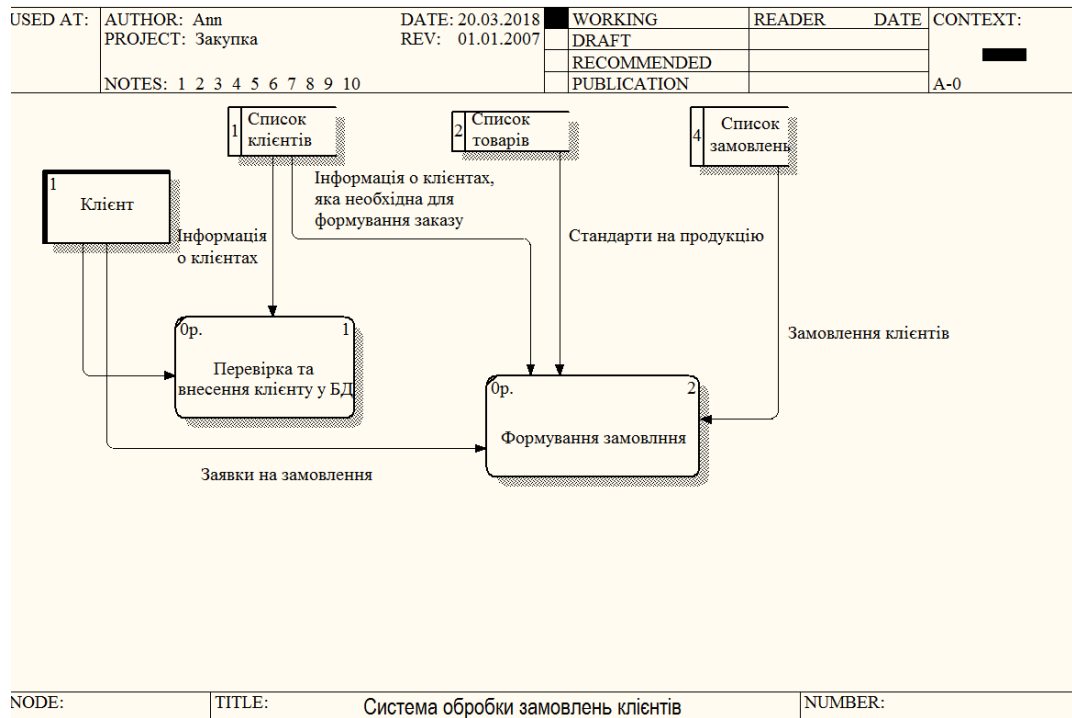 USED AT:
AUTHOR: Ann
DATE: 20.03.2018
PROJECT: Закупка
REV: 01.01.2007
NOTES: 1 2 3 4 5 6 7 8 9 10
WORKING
DRAFT
RECOMMENDED
PUBLICATION
READER DATE
CONTEXT:
A-0
1
Список
клієнтів
2
Список
товарів
4
Список
замовлень
1
Клієнт
Інформація о клієнтах,
яка необхідна для
формування заказу
Інформація
о клієнтах
Стандарти на продукцію
Замовлення клієнтів
0р. 1
Перевірка та
внесення клієнту у БД
0р. 2
Формування замовлння
Заявки на замовлення
NODE:
TITLE:
Система обробки замовлень клієнтів
NUMBER: